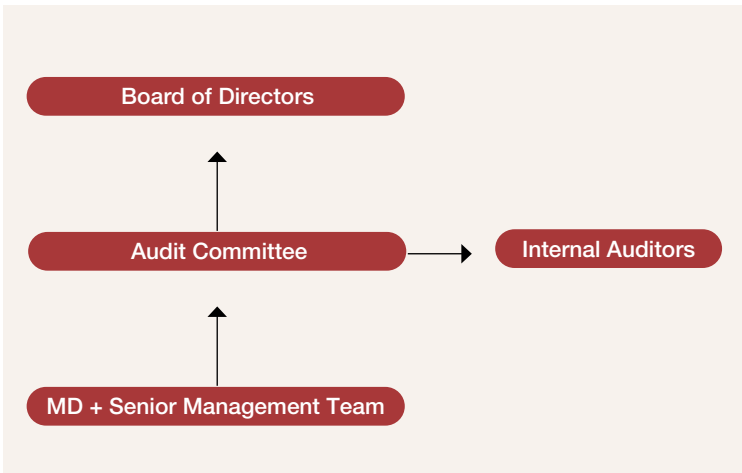 Board of Directors
Audit Committee
Internal Auditors
MD + Senior Management Team